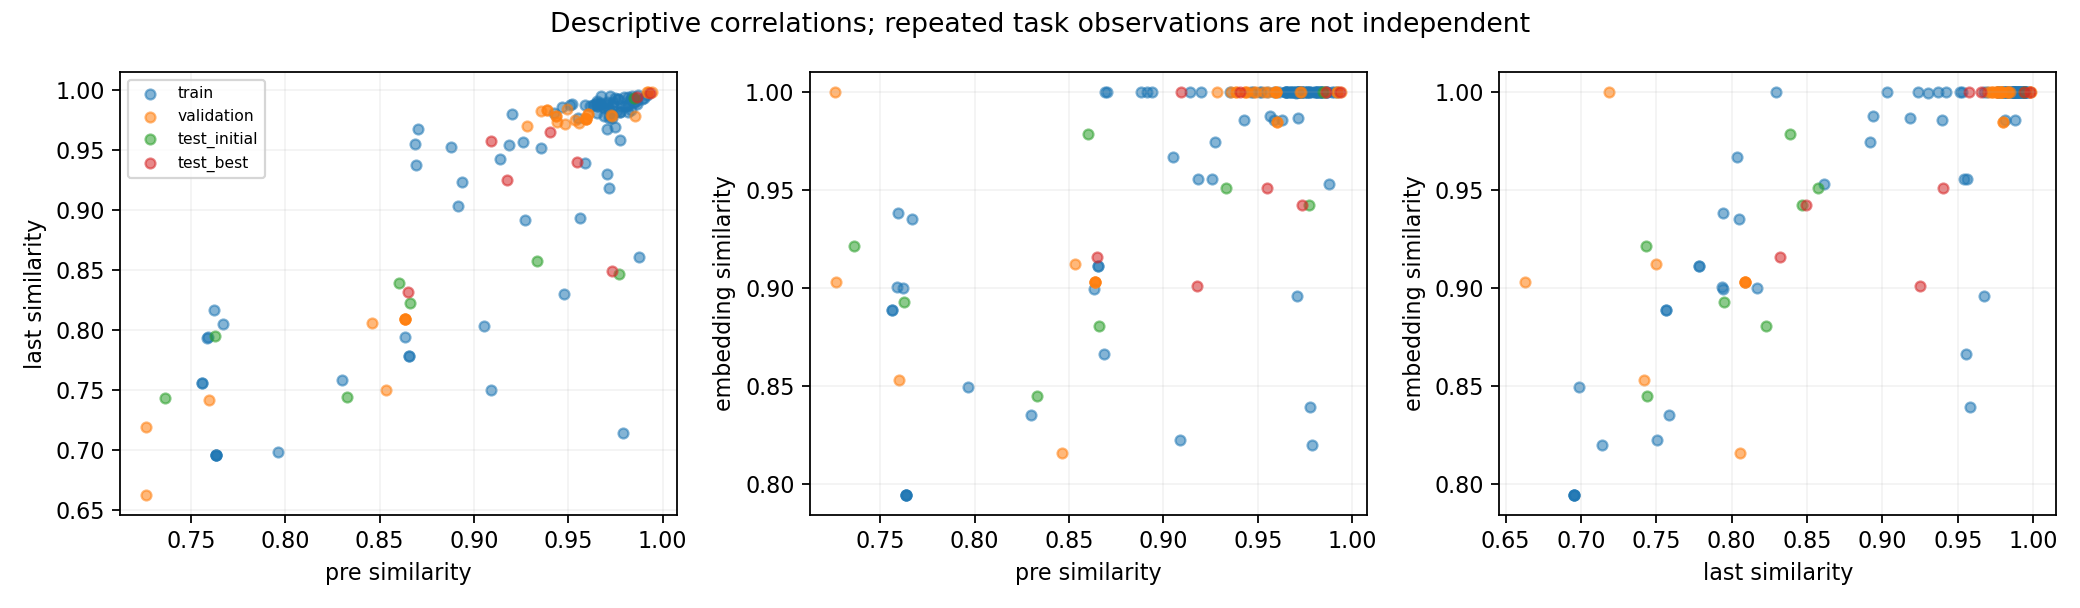 Descriptive correlations; repeated task observations are not independent
train
validation
test_initial
test_best
1.00
0.95
0.90
0.85
0.80
0.75
0.70
0.65
last similarity
0.75 0.80 0.85 0.90 0.95 1.00
pre similarity
1.00
0.95
0.90
0.85
0.80
embedding similarity
0.75 0.80 0.85 0.90 0.95 1.00
pre similarity
1.00
0.95
0.90
0.85
0.80
embedding similarity
0.65 0.70 0.75 0.80 0.85 0.90 0.95 1.00
last similarity